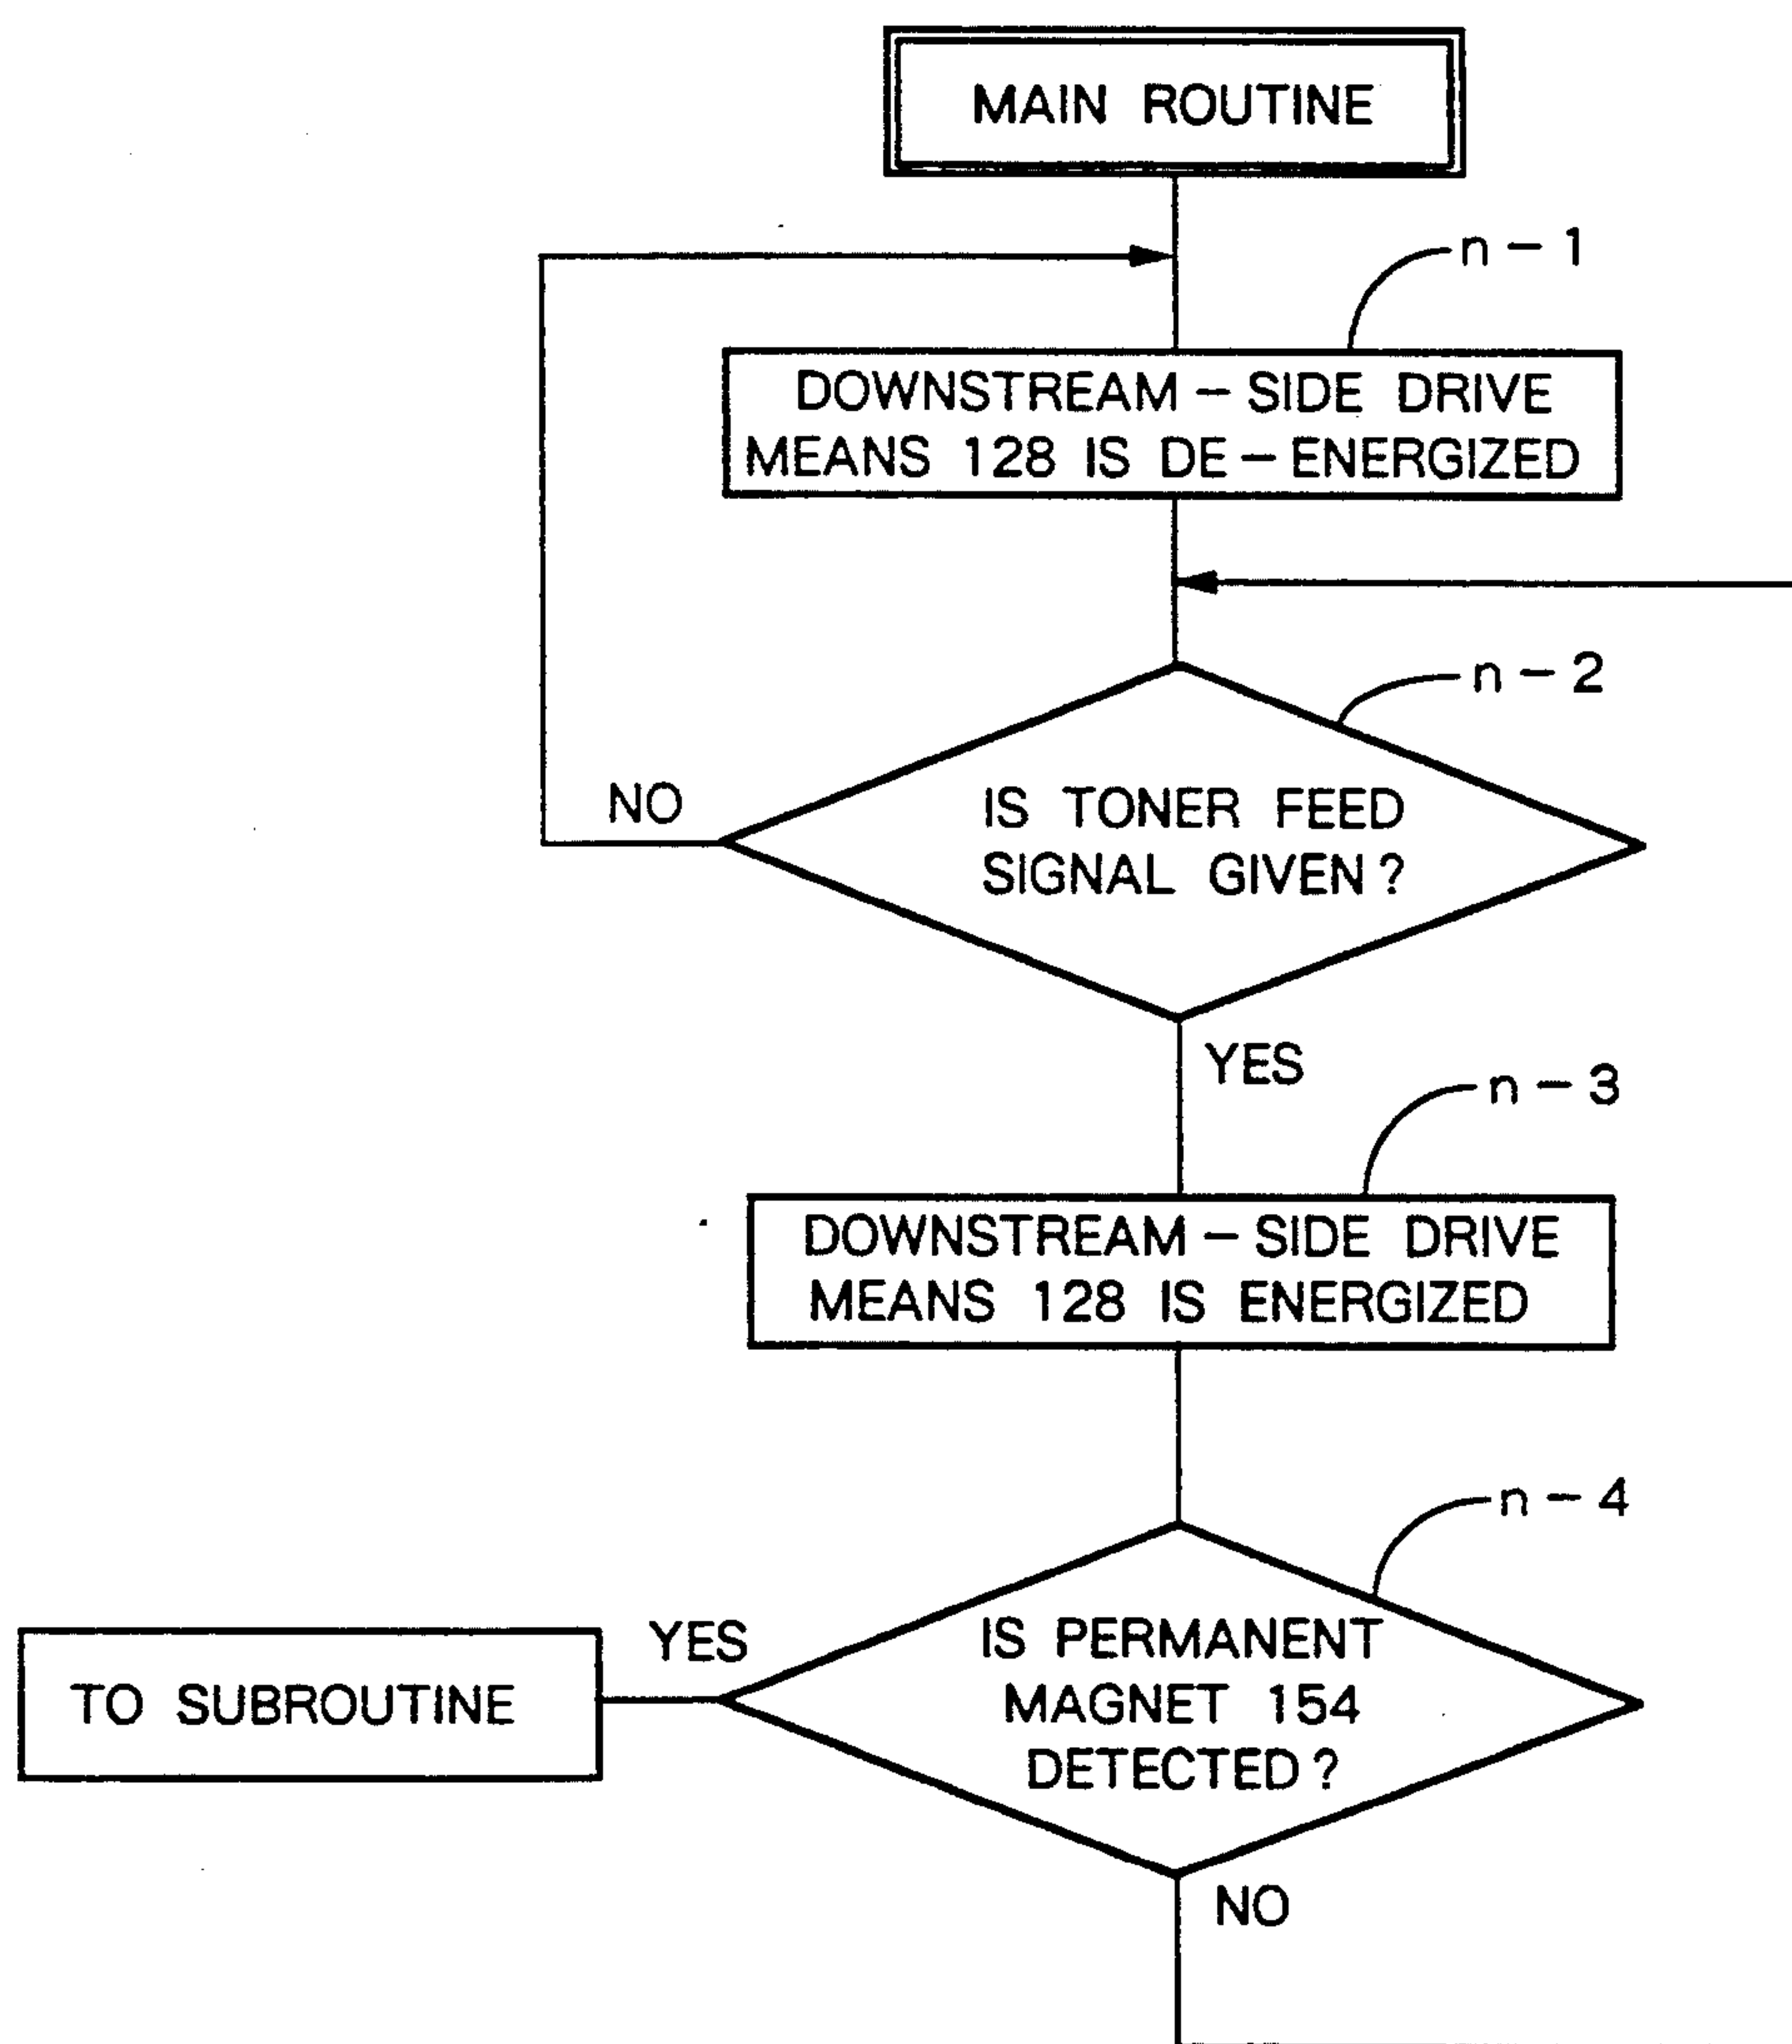 MAIN ROUTINE
n-1
DOWNSTREAM-SIDE DRIVE
MEANS 128 IS DE-ENERGIZED
n-2
NO
IS TONER FEED
SIGNAL GIVEN?
YES
n-3
DOWNSTREAM-SIDE DRIVE
MEANS 128 IS ENERGIZED
n-4
YES
IS PERMANENT
MAGNET 154
DETECTED?
TO SUBROUTINE
NO